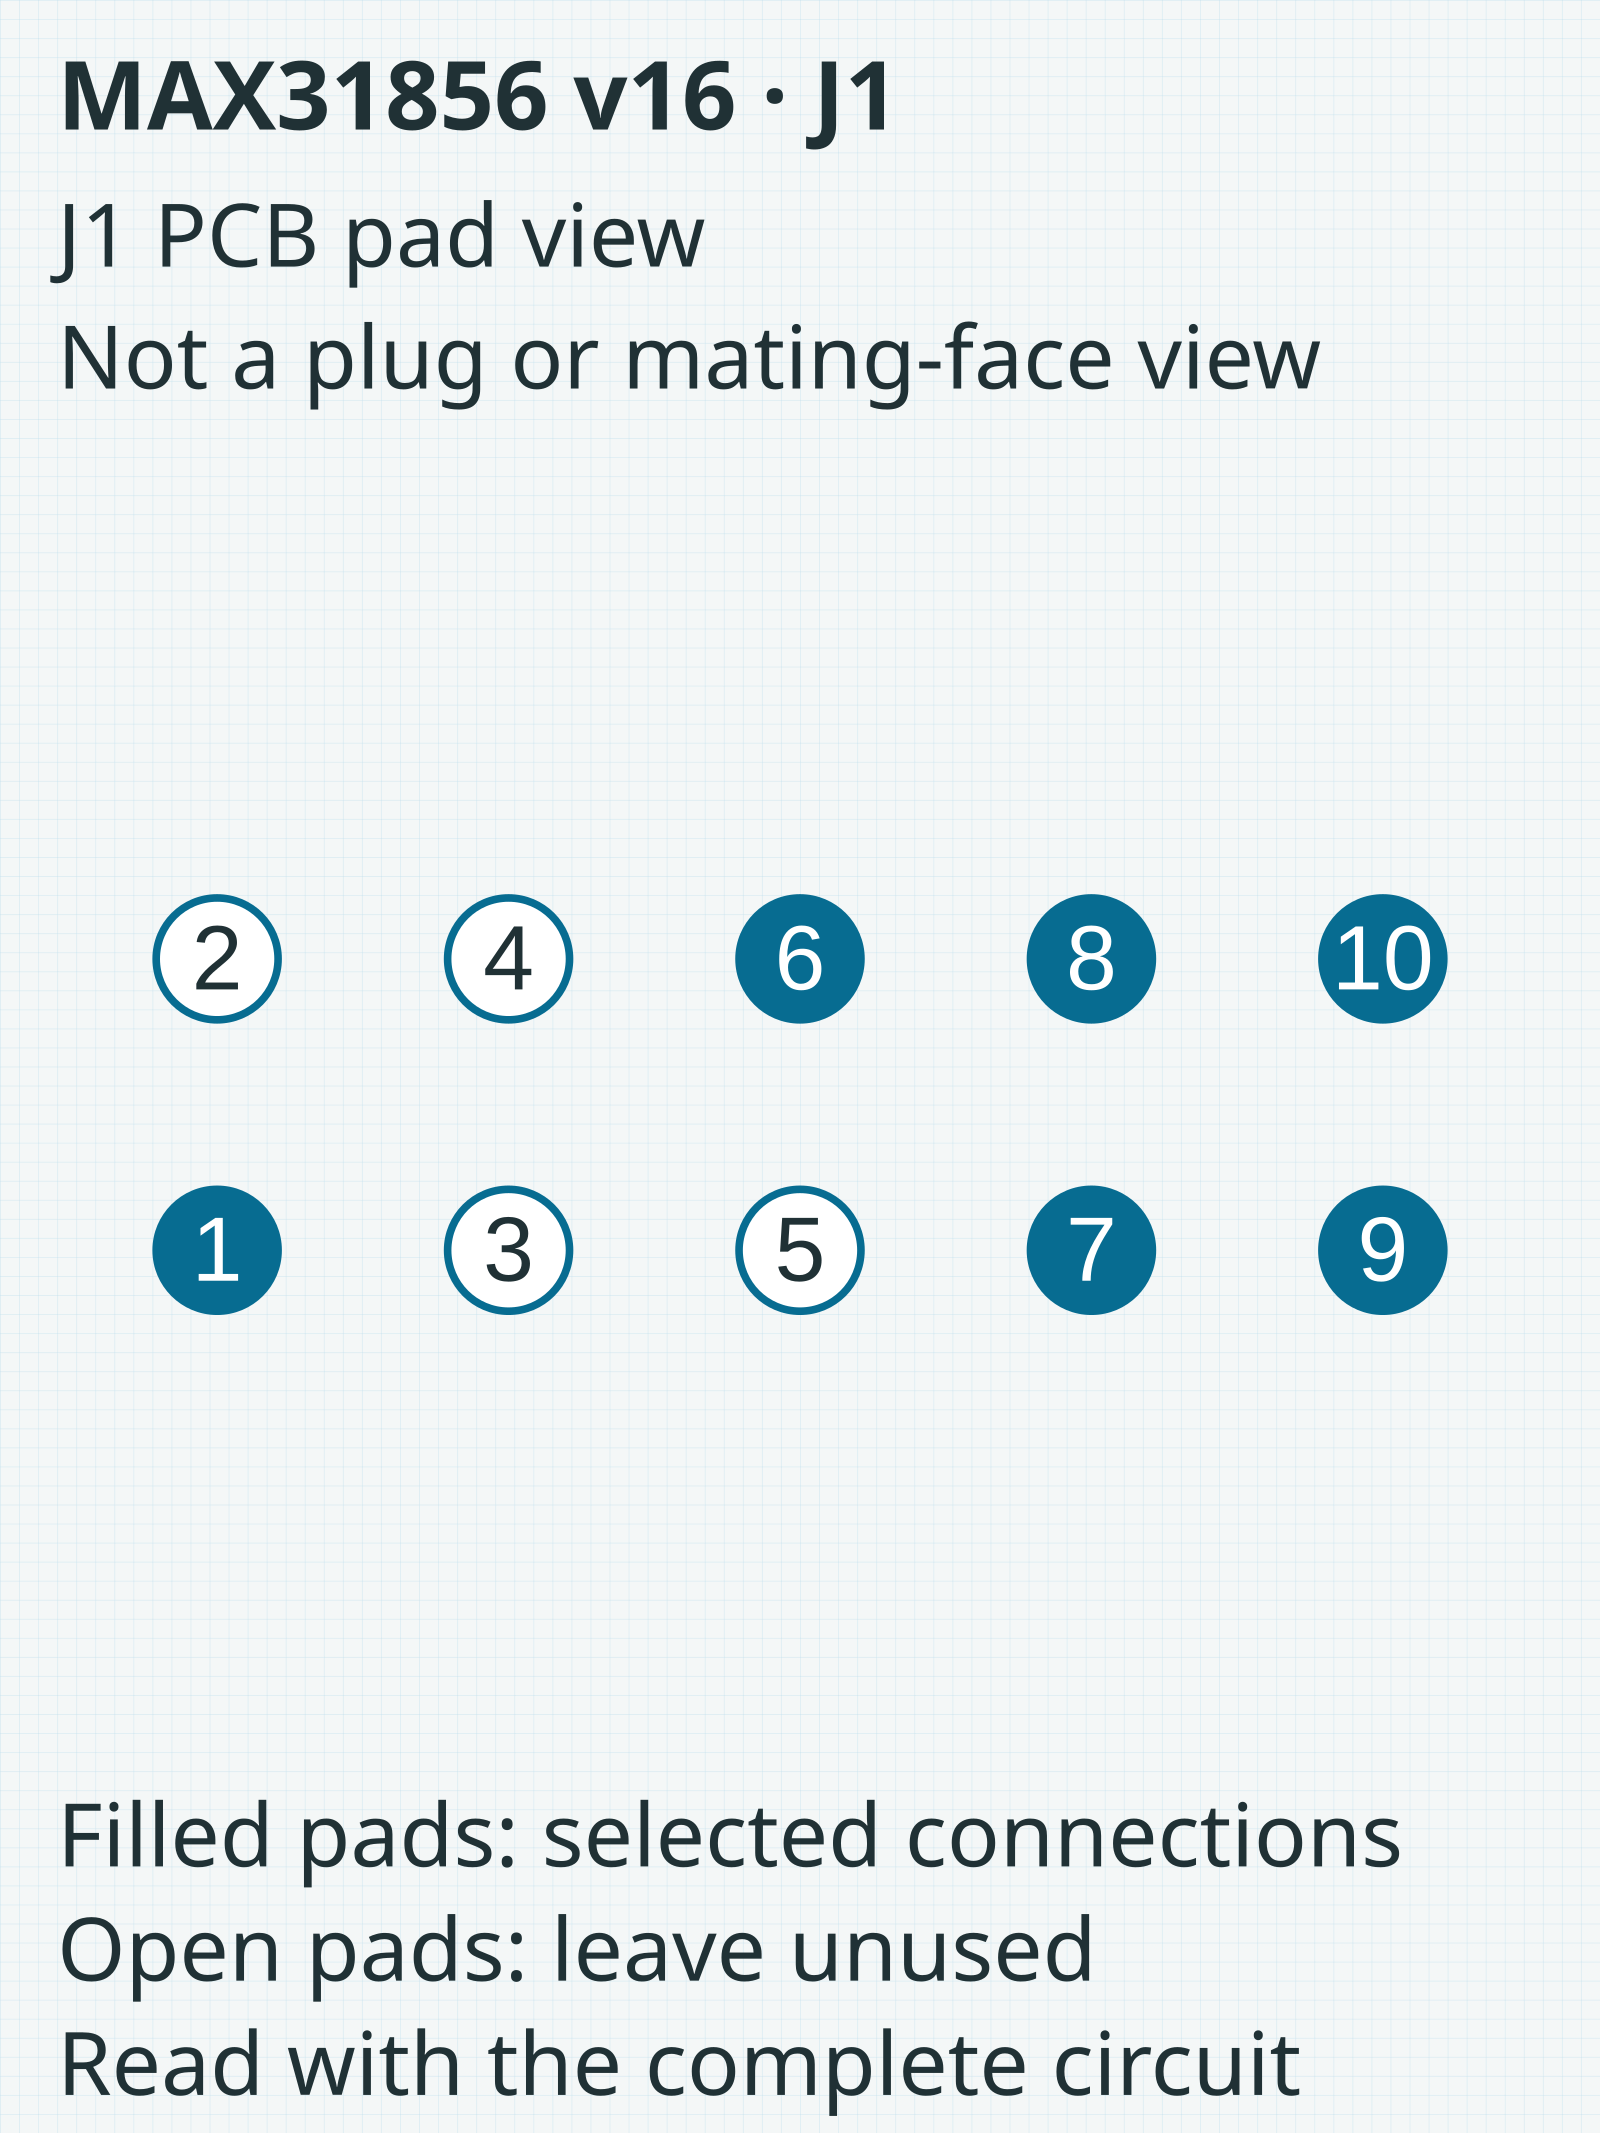 MAX31856 v16 · J1
J1 PCB pad view
Not a plug or mating-face view
2 4 6 8 10
1 3 5 7 9
Filled pads: selected connections
Open pads: leave unused
Read with the complete circuit